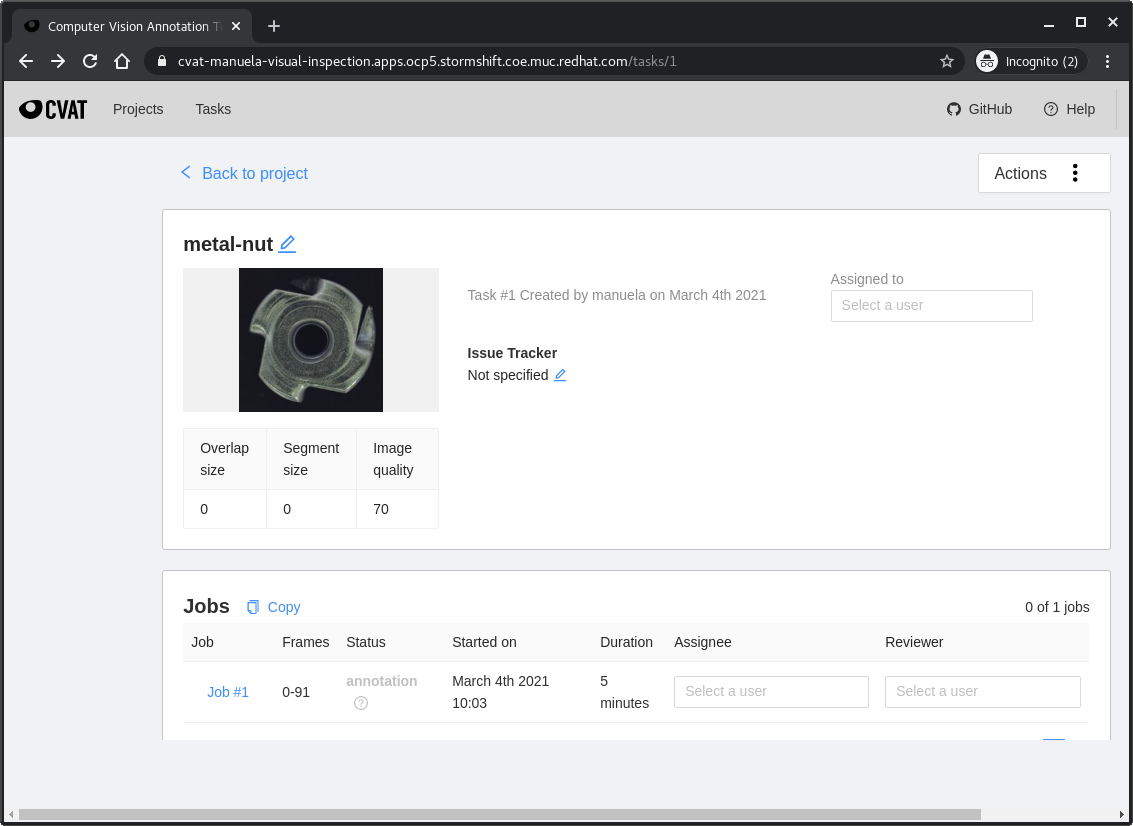 Computer Vision Annotation T
cvat-manuela-visual-inspection.apps.ocp5.stormshift.coe.muc.redhat.com/tasks/1
Incognito (2)
CVAT
Projects
Tasks
GitHub
Help
Back to project
Actions
metal-nut
Task #1 Created by manuela on March 4th 2021
Assigned to
Select a user
Issue Tracker
Not specified
Overlap size
Segment size
Image quality
0
0
70
Jobs
Copy
0 of 1 jobs
Job
Frames
Status
Started on
Duration
Assignee
Reviewer
Job #1
0-91
annotation
March 4th 2021
10:03
5
minutes
Select a user
Select a user